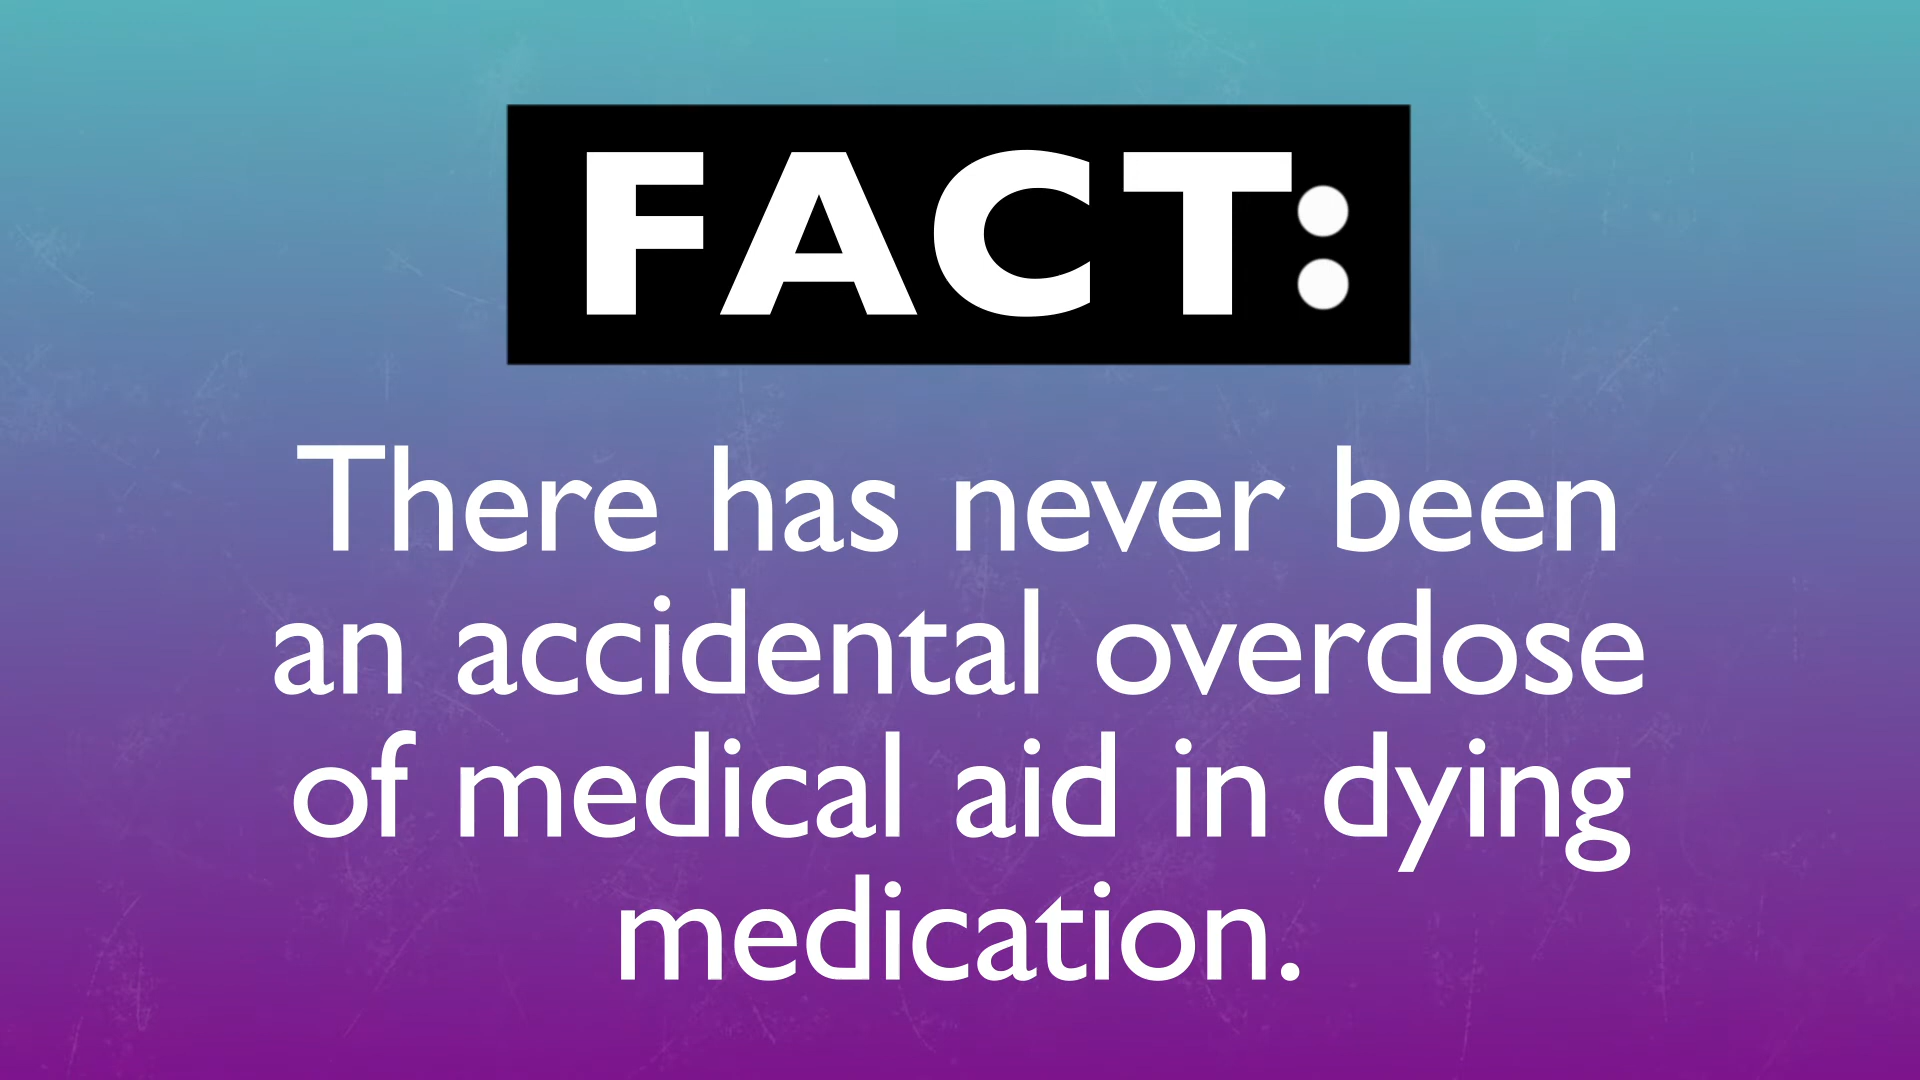 FACT:
There has never been
an accidental overdose
of medical aid in dying
medication.